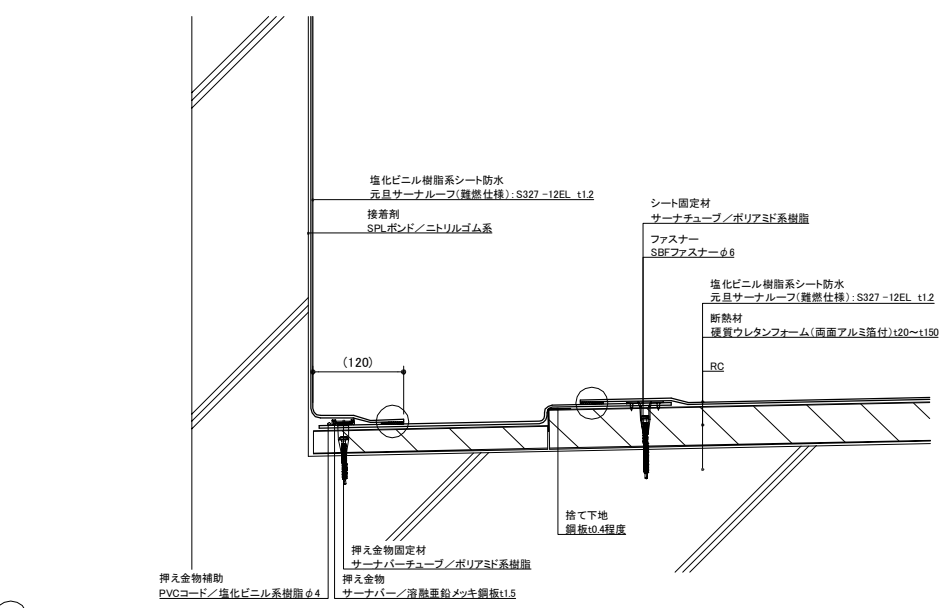 塩化ビニル樹脂系シート防水
元旦サーナルーフ(難燃仕様):S327-12EL t1.2
接着剤
SPLボンド/ニトリルゴム系
シート固定材
サーナチューブ/ポリアミド系樹脂
ファスナー
SBFファスナーφ6
塩化ビニル樹脂系シート防水
元旦サーナルーフ(難燃仕様):S327-12EL t1.2
断熱材
硬質ウレタンフォーム(両面アルミ箔付)t20~t150
RC
(120)
捨て下地
鋼板t0.4程度
押え金物固定材
サーナバーチューブ/ポリアミド系樹脂
押え金物補助
PVCコード/塩化ビニル系樹脂φ4
押え金物
サーナバー/溶融亜鉛メッキ鋼板t1.5